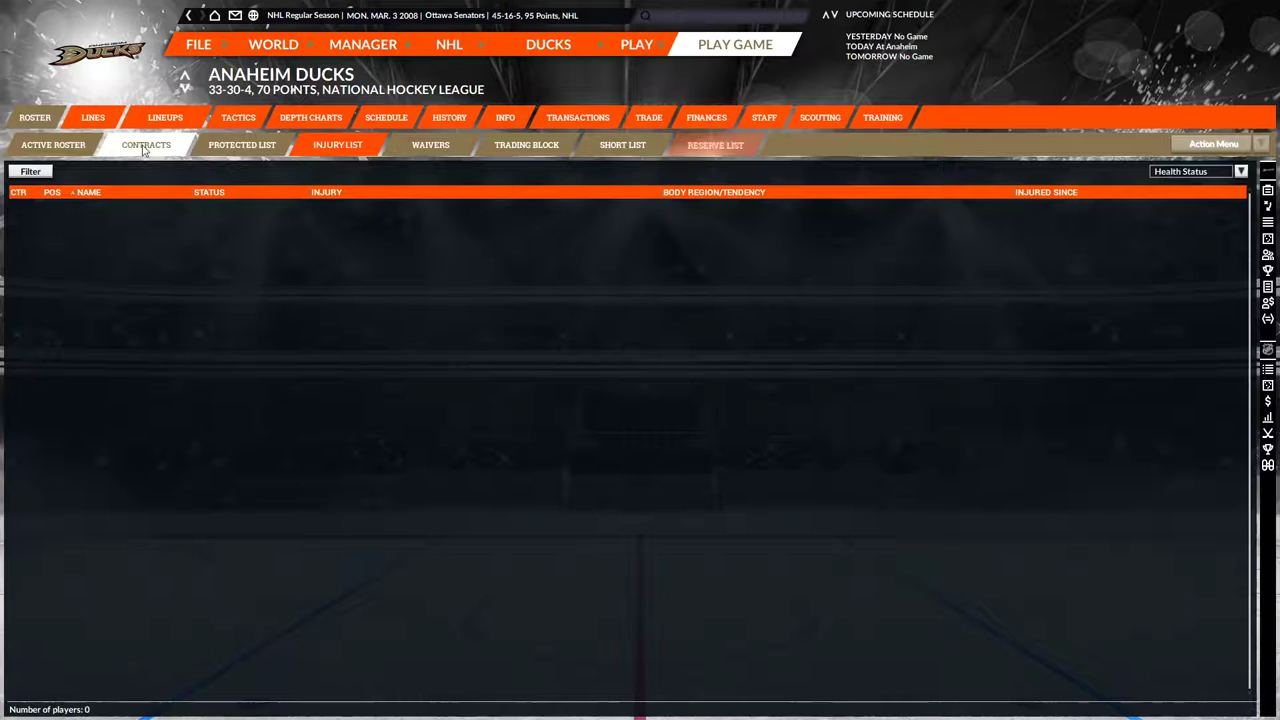 NHL Regular Season | MON. MAR. 3 2008 | Ottawa Senators | 45-16-5, 95 Points, NHL
UPCOMING SCHEDULE
YESTERDAY No Game
TODAY At Anaheim
TOMORROW No Game
DUCKS
FILE WORLD MANAGER NHL DUCKS PLAY PLAY GAME
ANAHEIM DUCKS
33-30-4, 70 POINTS, NATIONAL HOCKEY LEAGUE
ROSTER LINES LINEUPS TACTICS DEPTH CHARTS SCHEDULE HISTORY INFO TRANSACTIONS TRADE FINANCES STAFF SCOUTING TRAINING
ACTIVE ROSTER CONTRACTS PROTECTED LIST INJURY LIST WAIVERS TRADING BLOCK SHORT LIST RESERVE LIST Action Menu
Filter Health Status
CTR POS NAME STATUS INJURY BODY REGION/TENDENCY INJURED SINCE
Number of players: 0